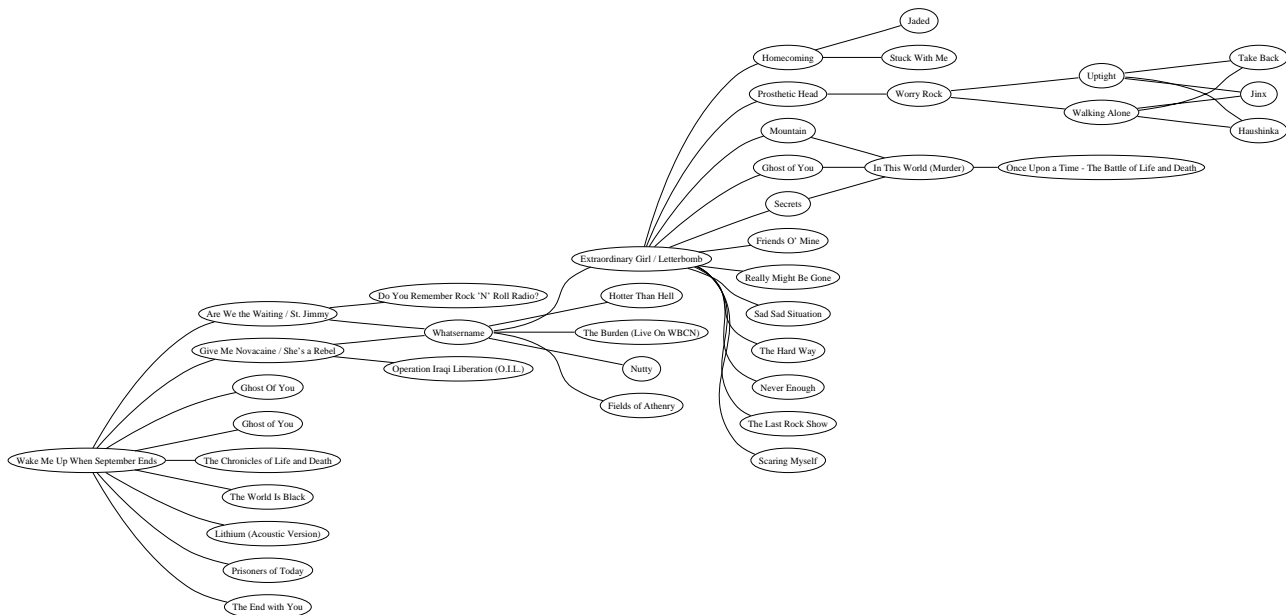 Jaded
Homecoming
Stuck With Me
Take Back
Uptight
Prosthetic Head
Worry Rock
Jinx
Walking Alone
Mountain
Haushinka
Ghost of You
In This World (Murder)
Once Upon a Time - The Battle of Life and Death
Secrets
Friends O’ Mine
Extraordinary Girl / Letterbomb
Really Might Be Gone
Do You Remember Rock ’N’ Roll Radio?
Hotter Than Hell
Are We the Waiting / St. Jimmy
Sad Sad Situation
Whatsername
The Burden (Live On WBCN)
Give Me Novacaine / She’s a Rebel
The Hard Way
Operation Iraqi Liberation (O.I.L.)
Nutty
Ghost Of You
Never Enough
Fields of Athenry
Ghost of You
The Last Rock Show
Wake Me Up When September Ends
The Chronicles of Life and Death
Scaring Myself
The World Is Black
Lithium (Acoustic Version)
Prisoners of Today
The End with You